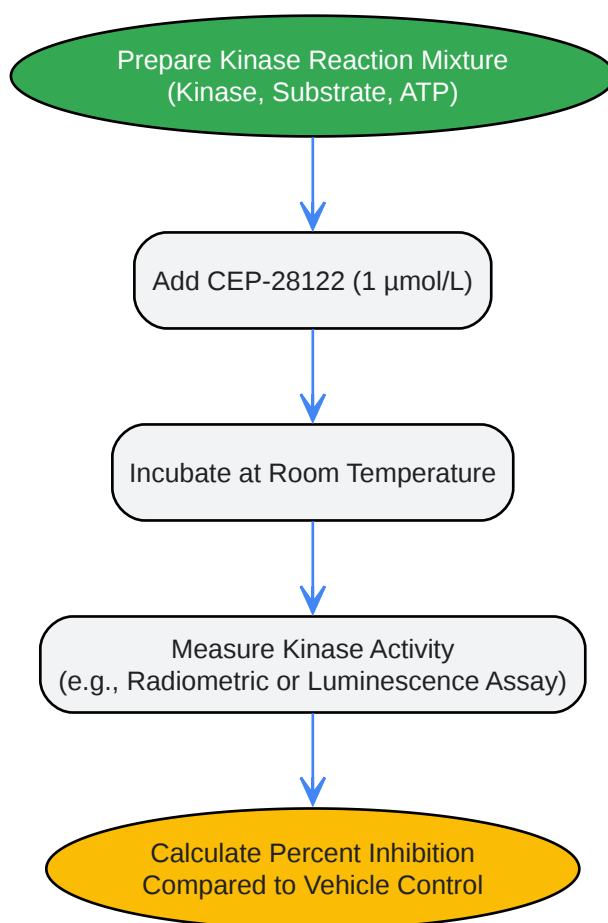 Prepare Kinase Reaction Mixture
(Kinase, Substrate, ATP)
Add CEP-28122 (1 µmol/L)
Incubate at Room Temperature
Measure Kinase Activity
(e.g., Radiometric or Luminescence Assay)
Calculate Percent Inhibition
Compared to Vehicle Control